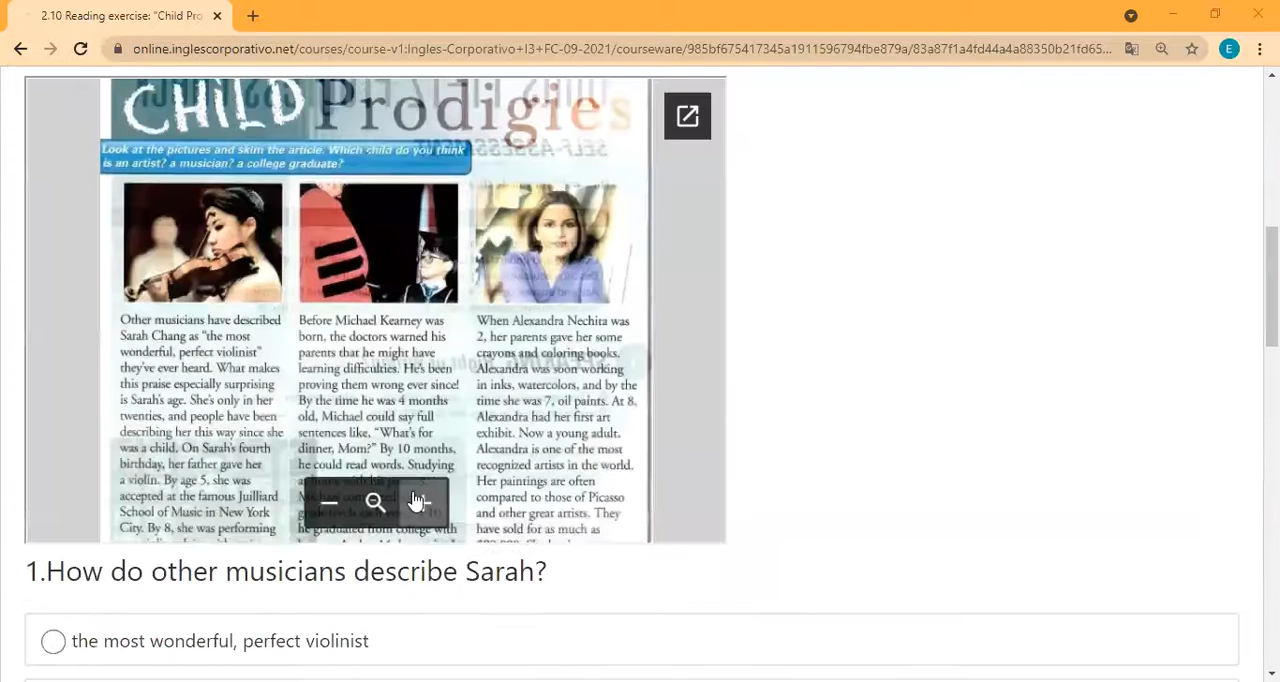 2.10 Reading exercise: "Child Pro
online.inglescorporativo.net/courses/course-v1:Ingles-Corporativo+I3+FC-09-2021/courseware/985bf675417345a1911596794fbe879a/83a87f1a4fd44a4a88350b21fd65...
E
CHILD Prodigies
Look at the pictures and skim the article. Which child do you think
is an artist? a musician? a college graduate?
Other musicians have described
Sarah Chang as "the most
wonderful, perfect violinist"
they've ever heard. What makes
this praise especially surprising
is Sarah's age. She's only in her
twenties, and people have been
describing her this way since she
was a child. On Sarah's fourth
birthday, her father gave her
a violin. By age 5, she was
accepted at the famous Juilliard
School of Music in New York
City. By 8, she was performing
Before Michael Kearney was
born, the doctors warned his
parents that he might have
learning difficulties. He's been
proving them wrong ever since!
By the time he was 4 months
old, Michael could say full
sentences like, "What's for
dinner, Mom?" By 10 months,
he could read words. Studying
he graduated from college with
When Alexandra Nechita was
2, her parents gave her some
crayons and coloring books.
Alexandra was soon working
in inks, watercolors, and by the
time she was 7, oil paints. At 8,
Alexandra had her first art
exhibit. Now a young adult,
Alexandra is one of the most
recognized artists in the world.
Her paintings are often
compared to those of Picasso
and other great artists. They
have sold for as much as
1.How do other musicians describe Sarah?
the most wonderful, perfect violinist